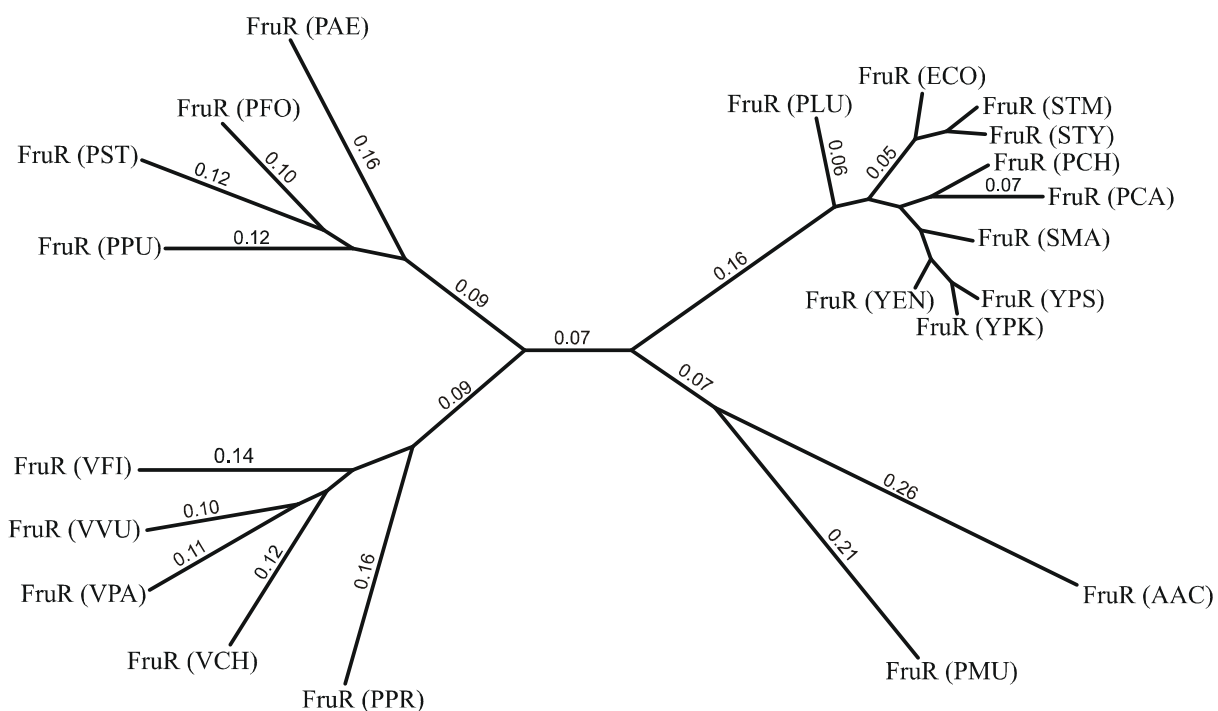 FruR (PAE)
FruR (PFO)
FruR (PST)
FruR (PPU)
0.16
0.10
0.12
0.12
0.09
FruR (PLU)
FruR (ECO)
FruR (STM)
FruR (STY)
FruR (PCH)
FruR (PCA)
FruR (SMA)
FruR (YEN)
FruR (YPS)
FruR (YPK)
0.06
0.05
0.07
0.16
0.07
0.07
0.09
FruR (VFI)
FruR (VVU)
FruR (VPA)
FruR (VCH)
FruR (PPR)
0.14
0.10
0.11
0.12
0.16
0.26
0.21
FruR (AAC)
FruR (PMU)